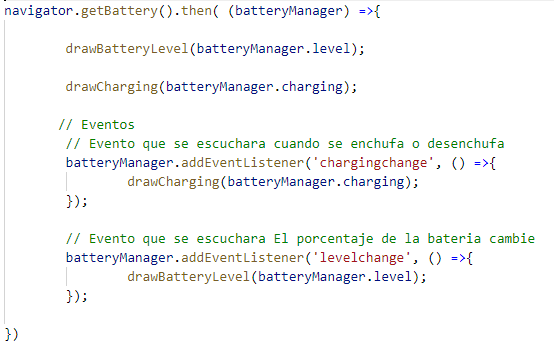 navigator.getBattery().then( (batteryManager) =>{
drawBatteryLevel(batteryManager.level);
drawCharging(batteryManager.charging);
// Eventos
// Evento que se escuchara cuando se enchufa o desenchufa
batteryManager.addEventListener('chargingchange', () =>{
drawCharging(batteryManager.charging);
});
// Evento que se escuchara El porcentaje de la bateria cambie
batteryManager.addEventListener('levelchange', () =>{
drawBatteryLevel(batteryManager.level);
});
})